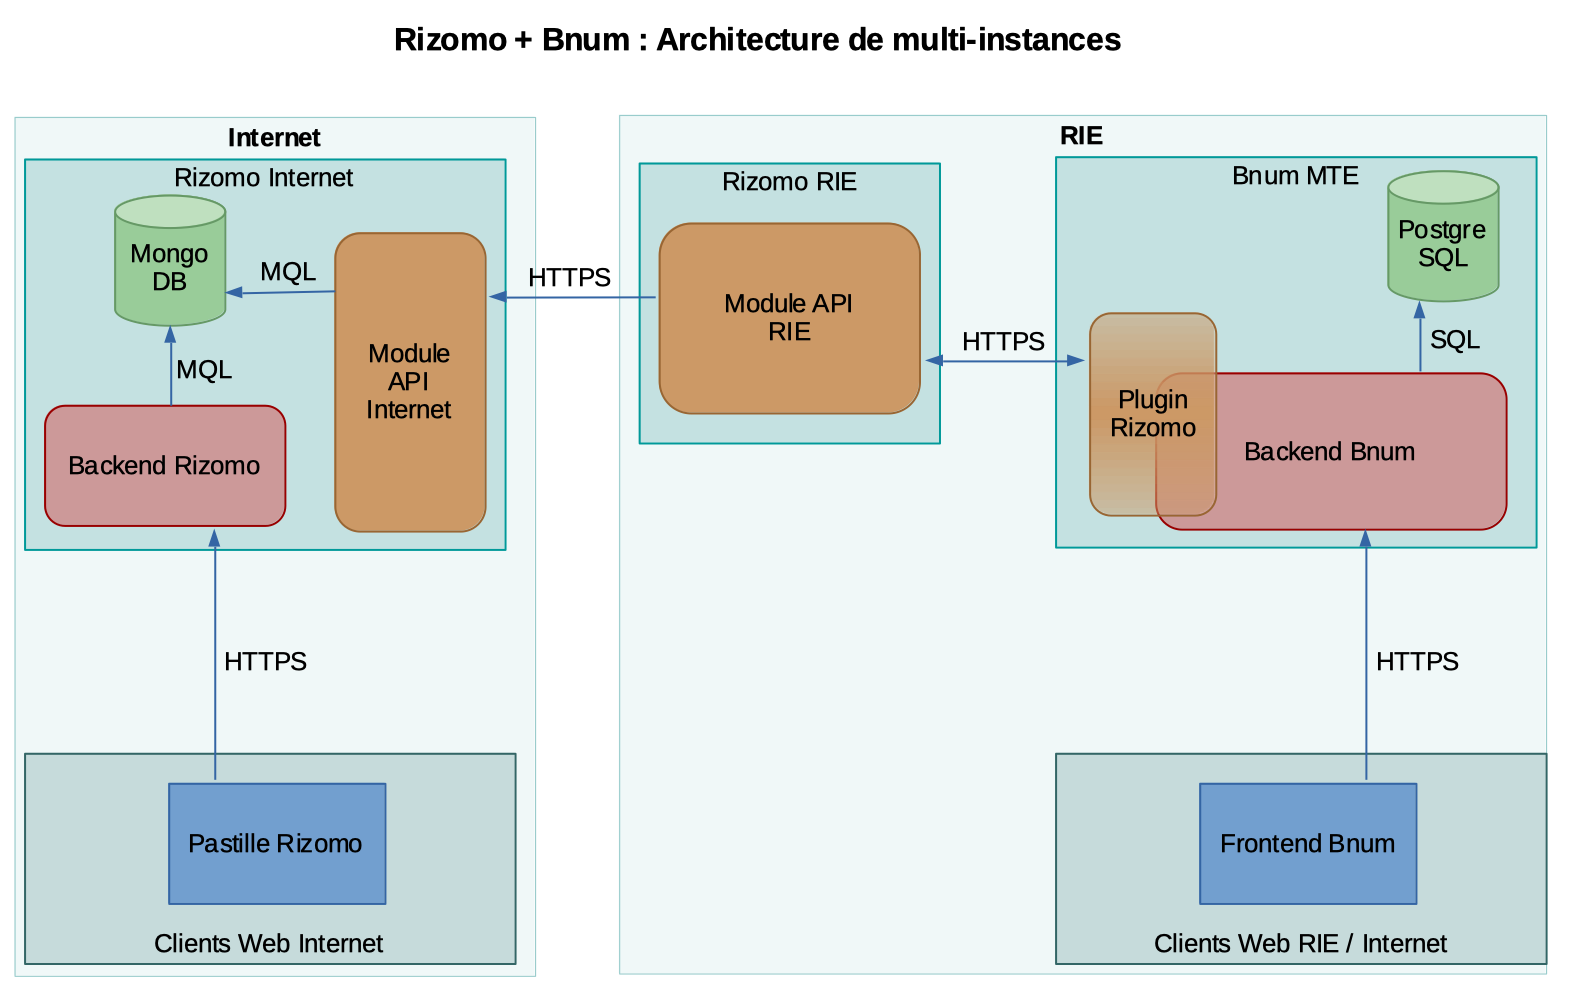 Rizomo + Bnum : Architecture de multi-instances
Internet
Rizomo Internet
Mongo
DB
MQL
MQL
Module
API
Internet
Backend Rizomo
HTTPS
Pastille Rizomo
Clients Web Internet
HTTPS
RIE
Rizomo RIE
Module API
RIE
HTTPS
Bnum MTE
Postgre
SQL
SQL
Plugin
Rizomo
Backend Bnum
HTTPS
Frontend Bnum
Clients Web RIE / Internet